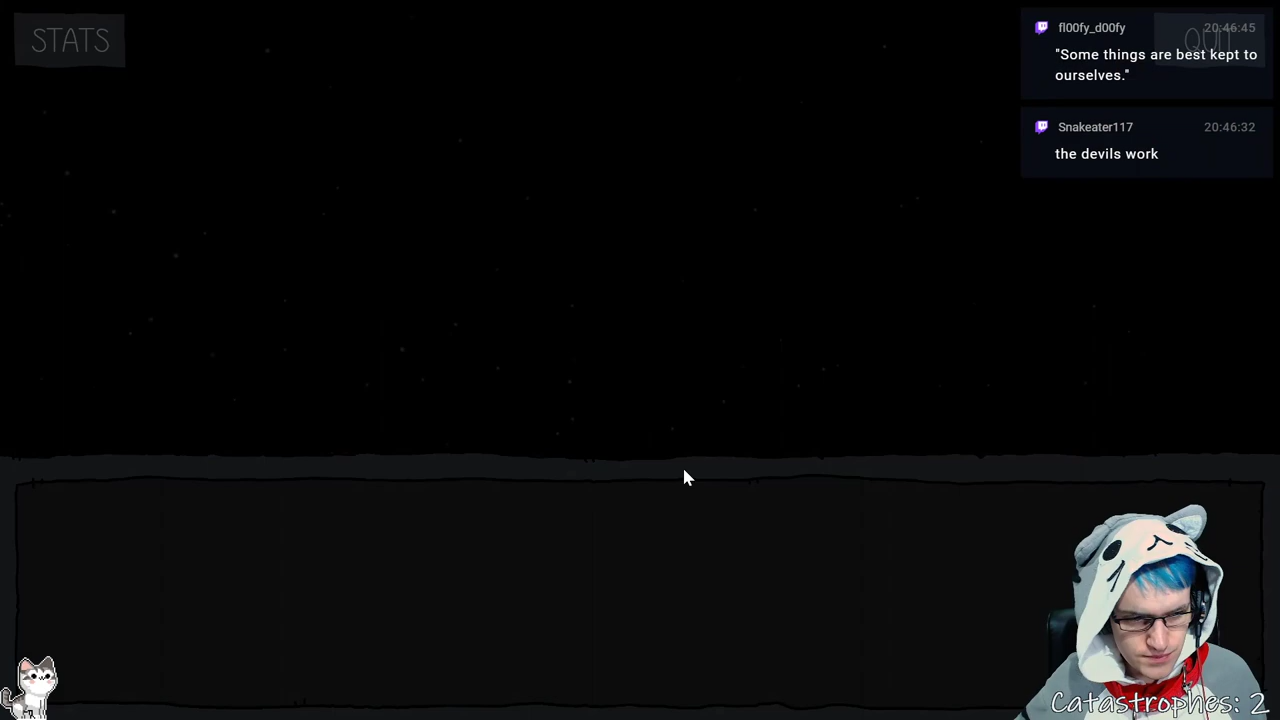 STATS
QUIT
fl00fy_d00fy 20:46:45
"Some things are best kept to
ourselves."
Snakeater117 20:46:32
the devils work
Catastrophes: 2